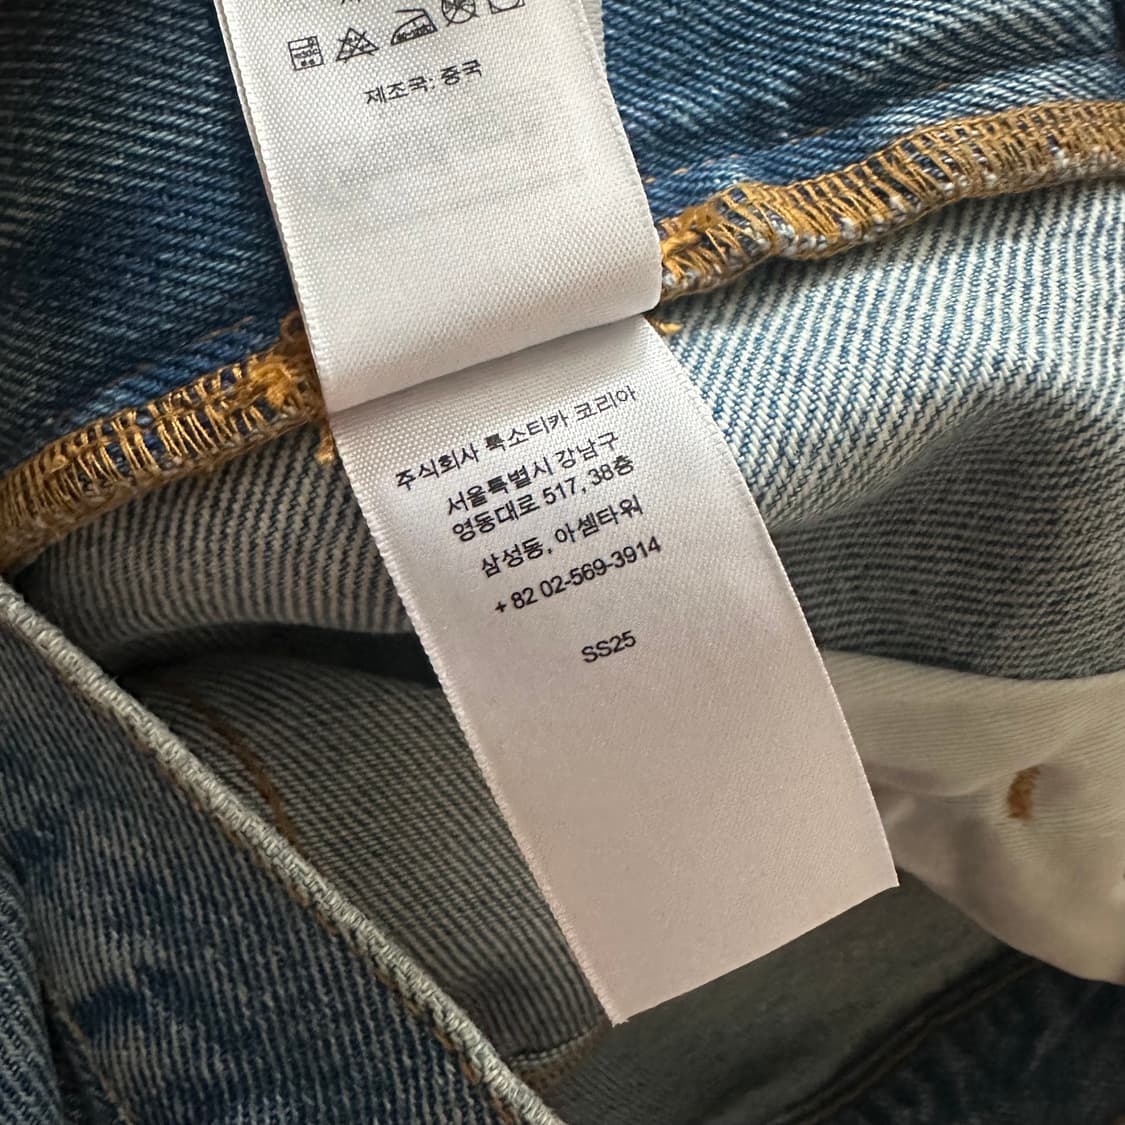 제조국: 중국
주식회사 룩소티카 코리아
서울특별시 강남구
영동대로 517, 38층
삼성동, 아셈타워
+ 82 02-569-3914
SS25